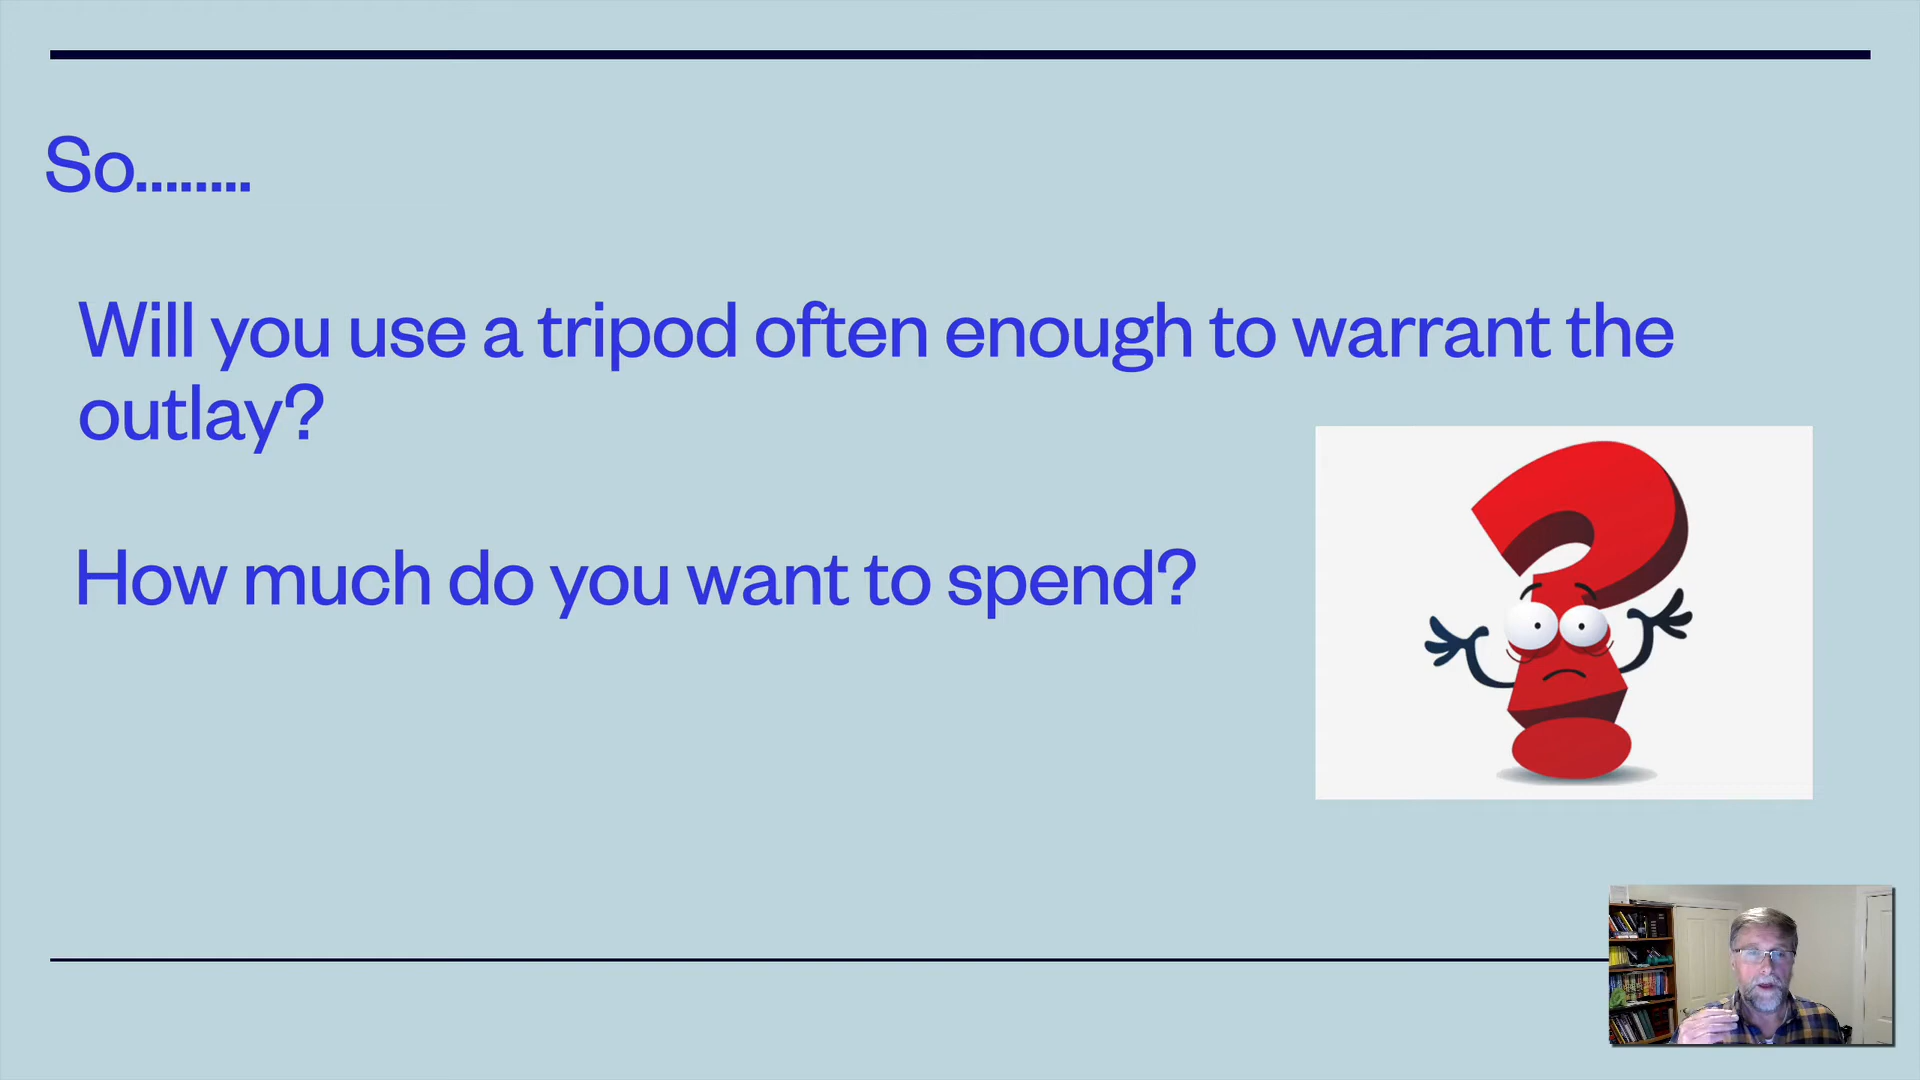 So.........
Will you use a tripod often enough to warrant the
outlay?
How much do you want to spend?